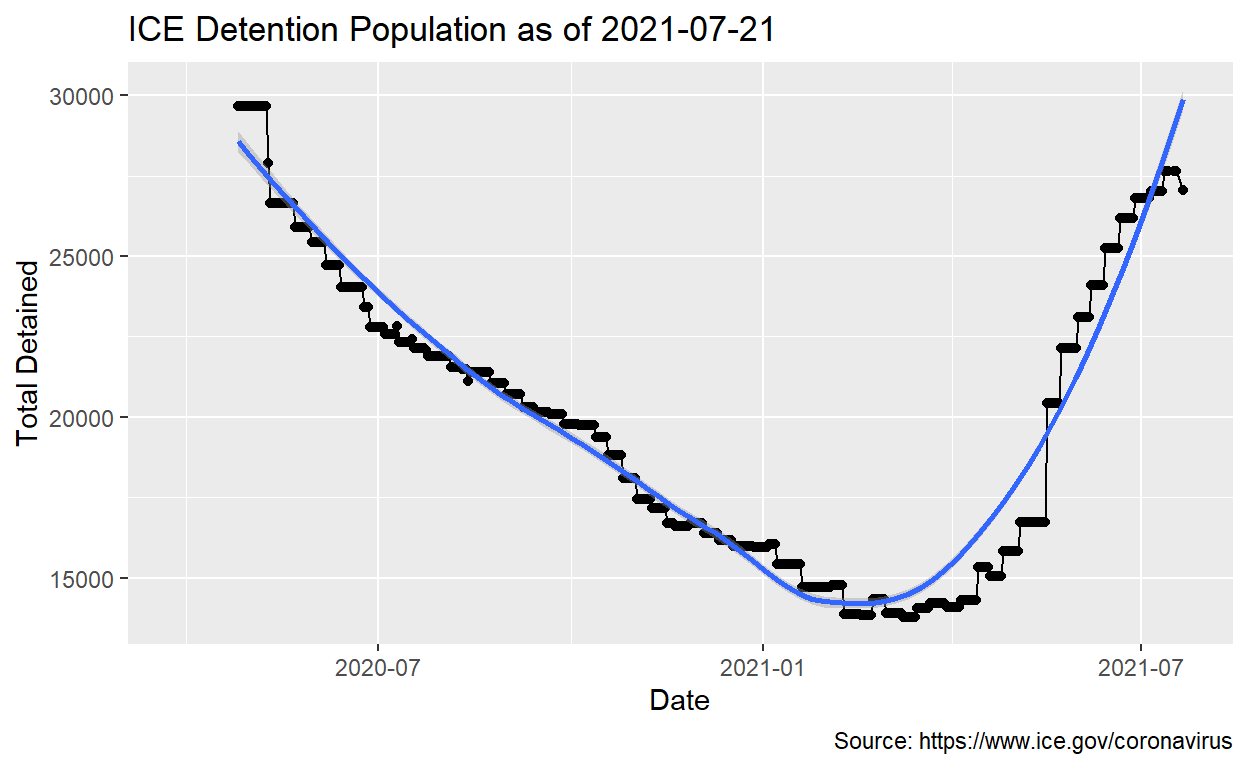 ICE Detention Population as of 2021-07-21
30000
25000
20000
15000
Total Detained
2020-07
2021-01
2021-07
Date
Source: https://www.ice.gov/coronavirus